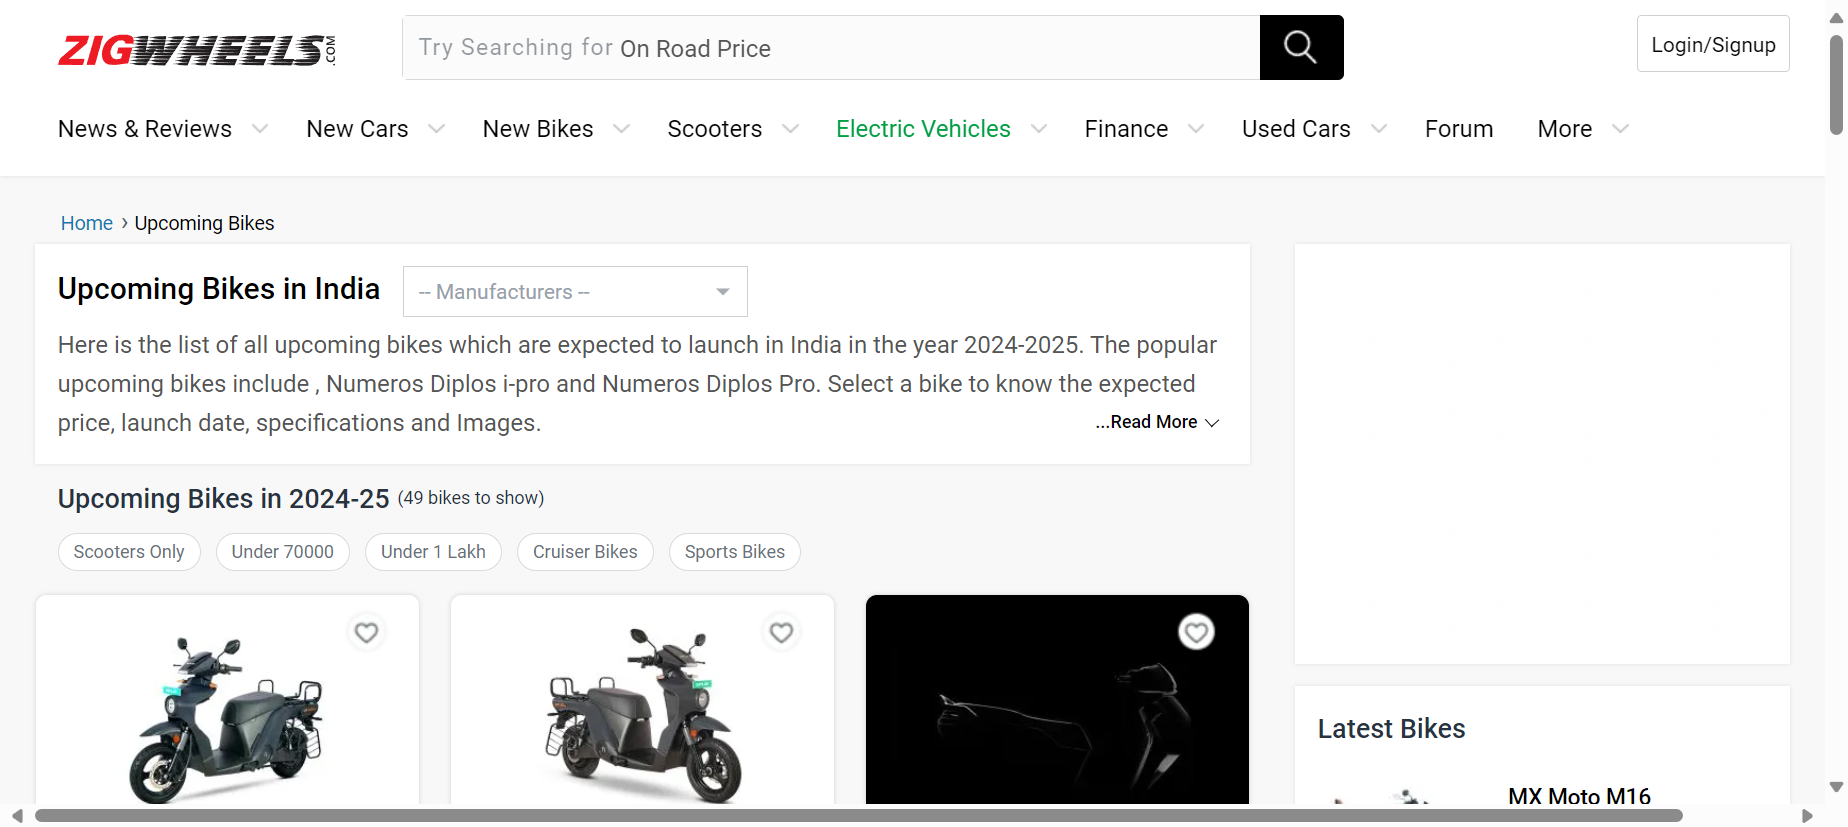 ZIGWHEELS.COM
Try Searching for On Road Price
Login/Signup
News & Reviews
New Cars
New Bikes
Scooters
Electric Vehicles
Finance
Used Cars
Forum
More
Home › Upcoming Bikes
Upcoming Bikes in India
-- Manufacturers --
Here is the list of all upcoming bikes which are expected to launch in India in the year 2024-2025. The popular
upcoming bikes include , Numeros Diplos i-pro and Numeros Diplos Pro. Select a bike to know the expected
price, launch date, specifications and Images.
...Read More
Upcoming Bikes in 2024-25 (49 bikes to show)
Scooters Only
Under 70000
Under 1 Lakh
Cruiser Bikes
Sports Bikes
Latest Bikes
MX Moto M16